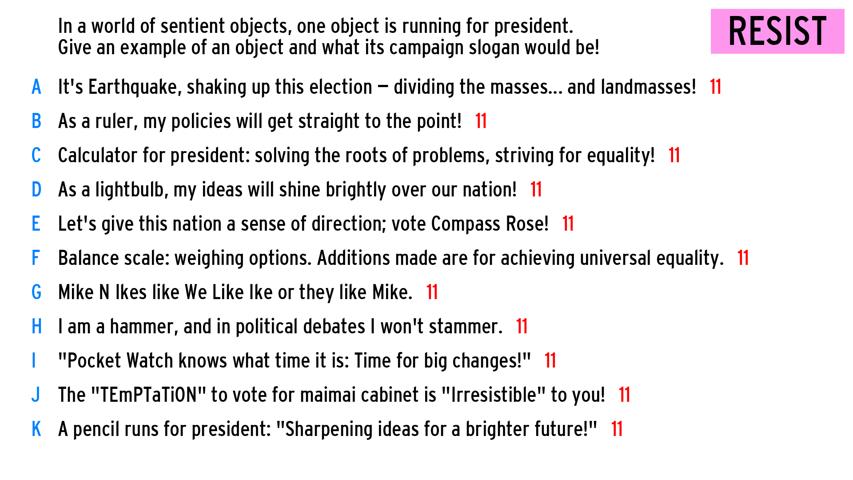 In a world of sentient objects, one object is running for president.
Give an example of an object and what its campaign slogan would be!
RESIST
A It's Earthquake, shaking up this election – dividing the masses... and landmasses! 11
B As a ruler, my policies will get straight to the point! 11
C Calculator for president: solving the roots of problems, striving for equality! 11
D As a lightbulb, my ideas will shine brightly over our nation! 11
E Let's give this nation a sense of direction; vote Compass Rose! 11
F Balance scale: weighing options. Additions made are for achieving universal equality. 11
G Mike N Ikes like We Like Ike or they like Mike. 11
H I am a hammer, and in political debates I won't stammer. 11
I "Pocket Watch knows what time it is: Time for big changes!" 11
J The "TEmPTaTiON" to vote for maimai cabinet is "Irresistible" to you! 11
K A pencil runs for president: "Sharpening ideas for a brighter future!" 11